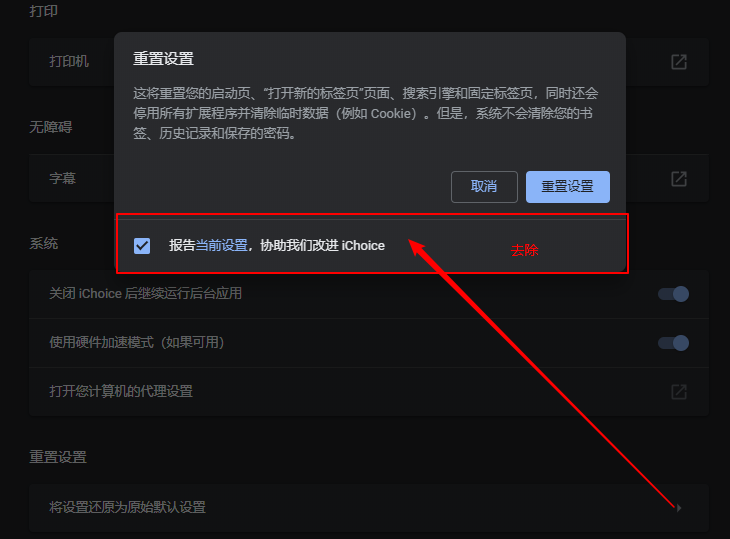 打印
打印机
重置设置
这将重置您的启动页、“打开新的标签页”页面、搜索引擎和固定标签页，同时还会
停用所有扩展程序并清除临时数据（例如 Cookie）。但是，系统不会清除您的书
签、历史记录和保存的密码。
无障碍
字幕
取消
重置设置
系统
报告当前设置，协助我们改进 iChoice
去除
关闭 iChoice 后继续运行后台应用
使用硬件加速模式（如果可用）
打开您计算机的代理设置
重置设置
将设置还原为原始默认设置